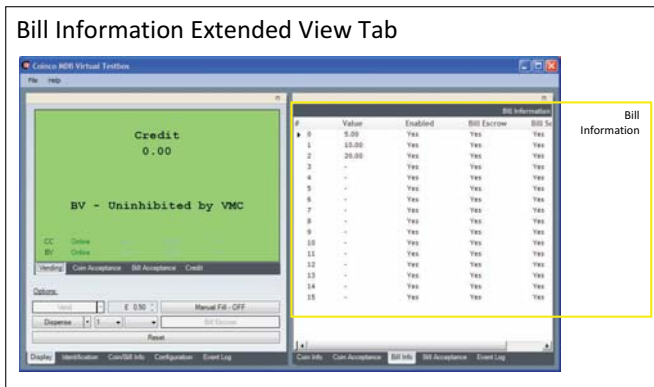 Bill Information Extended View Tab
Coinco MDB Virtual Testbox
File Help
Credit
0.00
BV - Uninhibited by VMC
CC Online
BV Online
Vending Coin Acceptance Bill Acceptance Credit
Options:
Vend £ 0.50 Manual Fill - OFF
Dispense 1 Bill Escrow
Reset
Display Identification Coin/Bill Info Configuration Event Log
Bill Information
# Value Enabled Bill Escrow Bill Se
0 5.00 Yes Yes Yes
1 10.00 Yes Yes Yes
2 20.00 Yes Yes Yes
3 - Yes Yes Yes
4 - Yes Yes Yes
5 - Yes Yes Yes
6 - Yes Yes Yes
7 - Yes Yes Yes
8 - Yes Yes Yes
9 - Yes Yes Yes
10 - Yes Yes Yes
11 - Yes Yes Yes
12 - Yes Yes Yes
13 - Yes Yes Yes
14 - Yes Yes Yes
15 - Yes Yes Yes
Coin Info Coin Acceptance Bill Info Bill Acceptance Event Log
Bill
Information